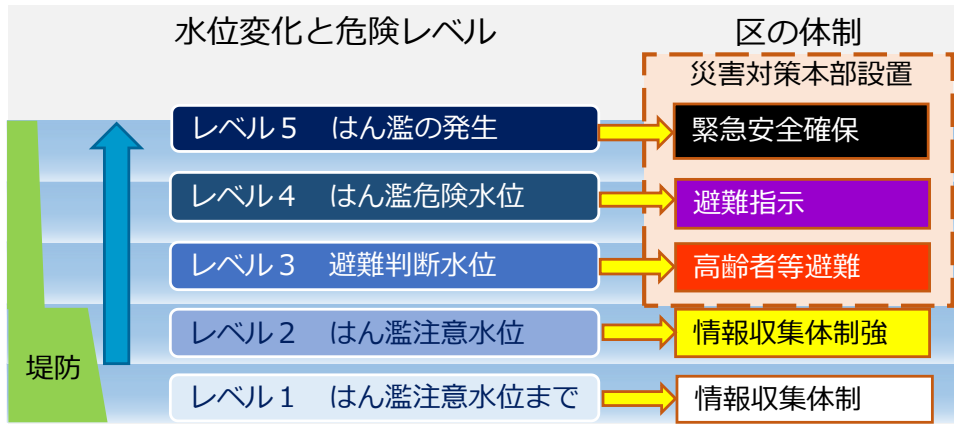 水位変化と危険レベル
区の体制
災害対策本部設置
レベル５　はん濫の発生
緊急安全確保
レベル４　はん濫危険水位
避難指示
レベル３　避難判断水位
高齢者等避難
レベル２　はん濫注意水位
情報収集体制強
堤防
レベル１　はん濫注意水位まで
情報収集体制